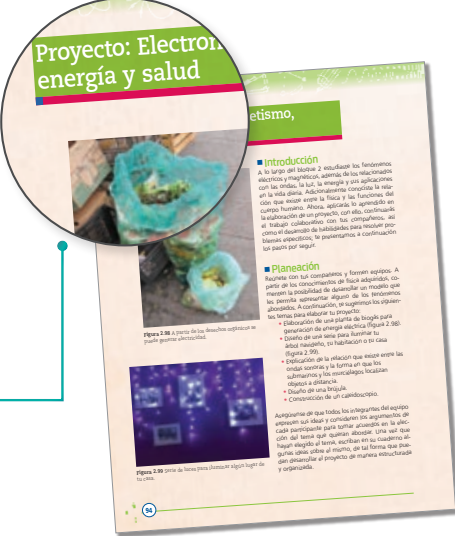 Proyecto: Electron
energía y salud
etismo,
Introducción
A lo largo del bloque 2 estudiaste los fenómenos
eléctricos y magnéticos, además de los relacionados
con las ondas, la luz, la energía y sus aplicaciones
en la vida diaria. Adicionalmente conociste la rela-
ción que existe entre la física y las funciones del
cuerpo humano. Ahora, aplicarás lo aprendido en
la elaboración de un proyecto, con ello, continuarás
el trabajo colaborativo con tus compañeros, así
como el desarrollo de habilidades para resolver pro-
blemas específicos; te presentamos a continuación
los pasos por seguir.
Planeación
Reúnete con tus compañeros y formen equipos. A
partir de los conocimientos de física adquiridos, co-
menten la posibilidad de desarrollar un modelo que
les permita representar alguno de los fenómenos
abordados. A continuación, te sugerimos los siguien-
tes temas para elaborar tu proyecto:
• Elaboración de una planta de biogás para
generación de energía eléctrica (figura 2.98).
• Diseño de una serie para iluminar tu
árbol navideño, su habitación o tu casa
(figura 2.99).
• Explicación de la relación que existe entre las
ondas sonoras y la forma en que los
submarinos y los murciélagos localizan
objetos a distancia.
• Diseño de una brújula.
• Construcción de un caleidoscopio.
Asegúrense de que todos los integrantes del equipo
expresen sus ideas y consideren los argumentos de
cada participante para tomar acuerdos en la elec-
ción del tema que quieran abordar. Una vez que
hayan elegido el tema, escriban en su cuaderno al-
gunas ideas sobre el mismo, de tal forma que pue-
dan desarrollar el proyecto de manera estructurada
y organizada.
Figura 2.98 A partir de los desechos orgánicos se
puede generar electricidad.
Figura 2.99 Serie de luces para iluminar algún lugar de
tu casa.
94